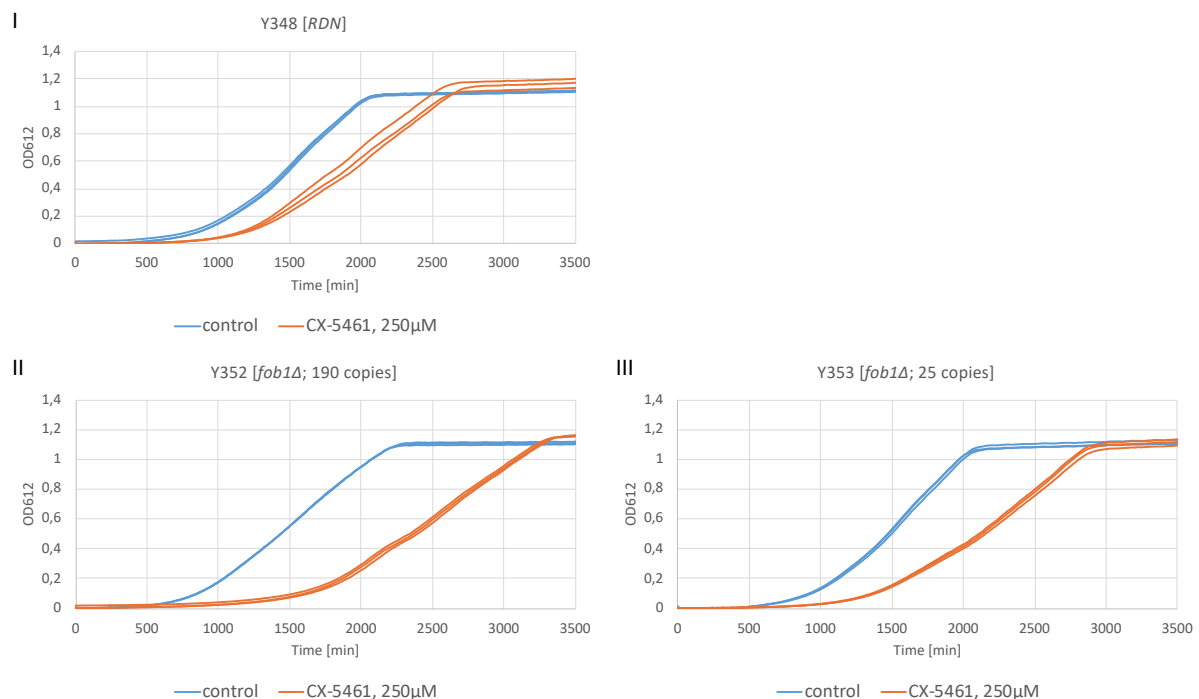 I
Y348 [RDN]
1,4
1,2
1
0,8
0,6
0,4
0,2
0
OD612
0 500 1000 1500 2000 2500 3000 3500
Time [min]
control CX-5461, 250µM
II
Y352 [fob1Δ; 190 copies]
1,4
1,2
1
0,8
0,6
0,4
0,2
0
OD612
0 500 1000 1500 2000 2500 3000 3500
Time [min]
control CX-5461, 250µM
III
Y353 [fob1Δ; 25 copies]
1,4
1,2
1
0,8
0,6
0,4
0,2
0
OD612
0 500 1000 1500 2000 2500 3000 3500
Time [min]
control CX-5461, 250µM